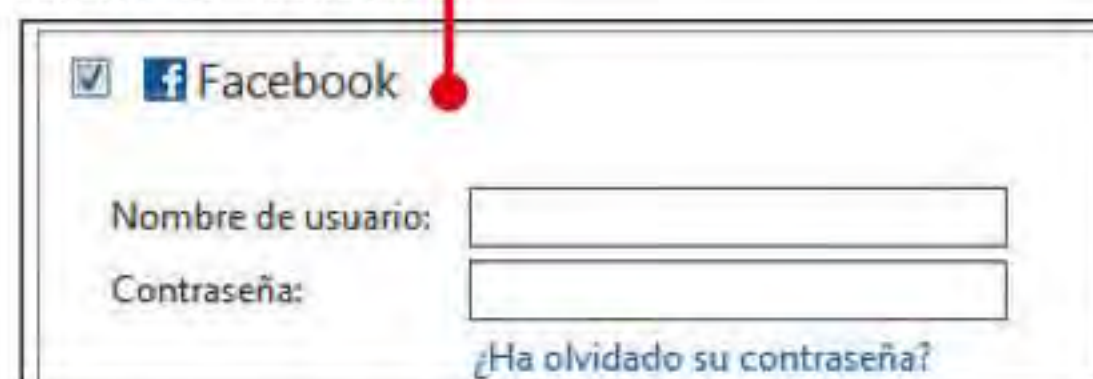 Facebook
Nombre de usuario:
Contraseña:
¿Ha olvidado su contraseña?